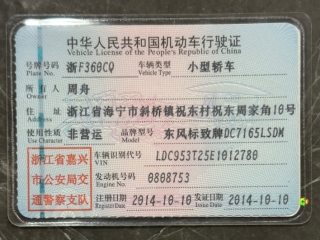 中华人民共和国机动车行驶证
Vehicle License of the People's Republic of China
号牌号码 浙F360CQ 车辆类型 小型轿车
Plate No. Vehicle Type
所有人 周舟
Owner
住址 浙江省海宁市斜桥镇祝东村祝东周家角10号
Address
使用性质 非营运 品牌型号 东风标致牌DC7165LSDM
Use Character Model
浙江省嘉兴
市公安局交
通警察支队
车辆识别代号 LDC953T25E1012780
VIN
发动机号码 0808753
Engine No.
注册日期 2014-10-10 发证日期 2014-10-10
Register Date Issue Date